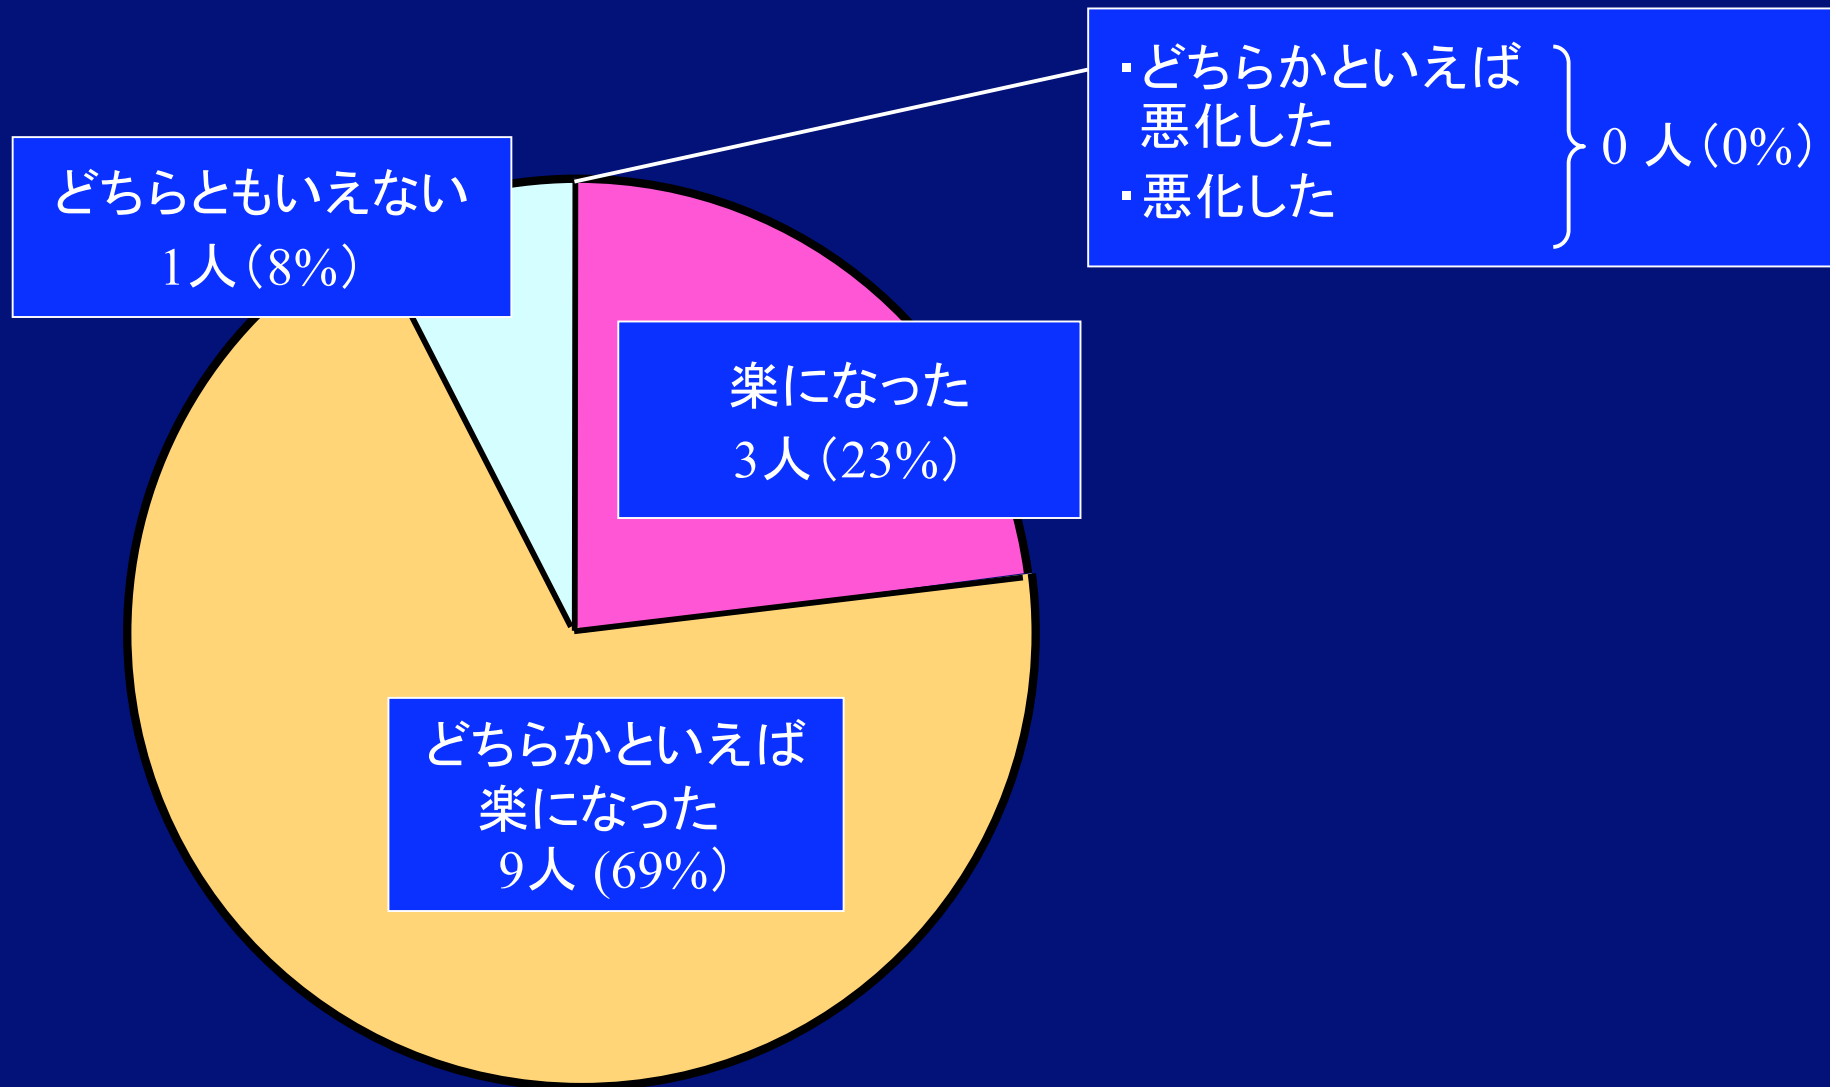 ・どちらかといえば
悪化した
・悪化した
0 人(0%)
どちらともいえない
1人(8%)
楽になった
3人(23%)
どちらかといえば
楽になった
9人 (69%)